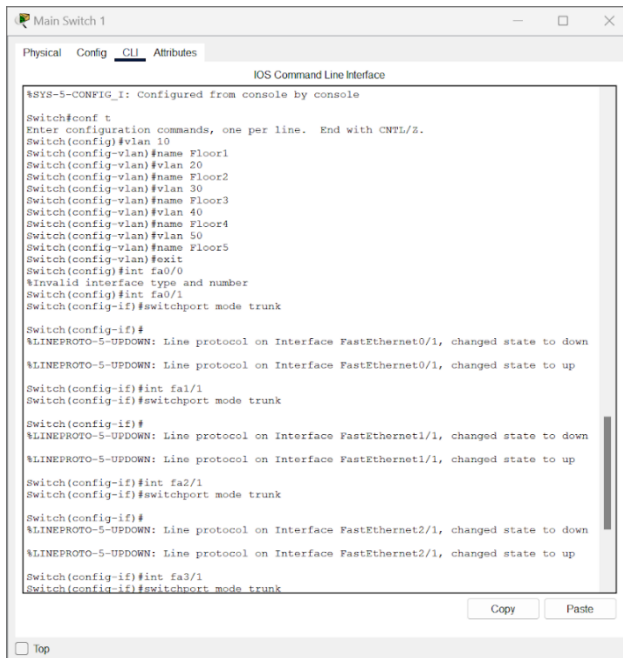 Main Switch 1
Physical Config CLI Attributes
IOS Command Line Interface
%SYS-5-CONFIG_I: Configured from console by console
Switch#conf t
Enter configuration commands, one per line. End with CNTL/Z.
Switch(config)#vlan 10
Switch(config-vlan)#name Floor1
Switch(config-vlan)#vlan 20
Switch(config-vlan)#name Floor2
Switch(config-vlan)#vlan 30
Switch(config-vlan)#name Floor3
Switch(config-vlan)#vlan 40
Switch(config-vlan)#name Floor4
Switch(config-vlan)#vlan 50
Switch(config-vlan)#name Floor5
Switch(config-vlan)#exit
Switch(config)#int fa0/0
%Invalid interface type and number
Switch(config)#int fa0/1
Switch(config-if)#switchport mode trunk
Switch(config-if)#
%LINEPROTO-5-UPDOWN: Line protocol on Interface FastEthernet0/1, changed state to down
%LINEPROTO-5-UPDOWN: Line protocol on Interface FastEthernet0/1, changed state to up
Switch(config-if)#int fa1/1
Switch(config-if)#switchport mode trunk
Switch(config-if)#
%LINEPROTO-5-UPDOWN: Line protocol on Interface FastEthernet1/1, changed state to down
%LINEPROTO-5-UPDOWN: Line protocol on Interface FastEthernet1/1, changed state to up
Switch(config-if)#int fa2/1
Switch(config-if)#switchport mode trunk
Switch(config-if)#
%LINEPROTO-5-UPDOWN: Line protocol on Interface FastEthernet2/1, changed state to down
%LINEPROTO-5-UPDOWN: Line protocol on Interface FastEthernet2/1, changed state to up
Switch(config-if)#int fa3/1
Switch(config-if)#switchport mode trunk
Copy Paste
Top